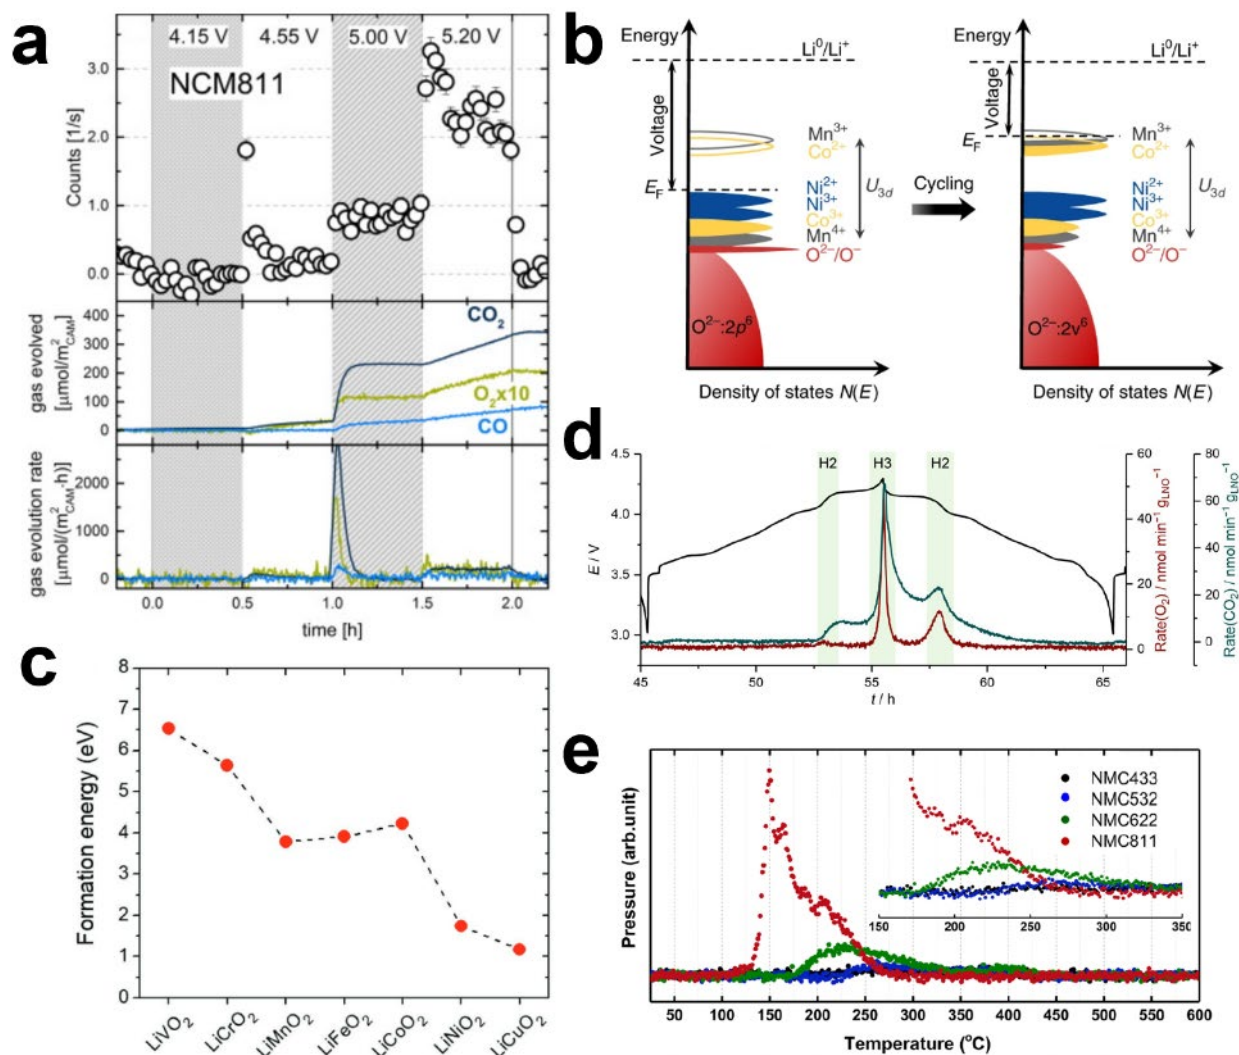 a
4.15 V 4.55 V 5.00 V 5.20 V
NCM811
3.0
2.0
1.0
0.0
Counts [1/s]
400
300
200
100
0
gas evolved
[µmol/m²CAM]
CO₂
O₂x10
CO
2000
1000
0
gas evolution rate
[µmol/(m²CAM·h)]
0.0 0.5 1.0 1.5 2.0
time [h]
b
Energy
Li⁰/Li⁺
Voltage
EF
Mn³⁺
Co²⁺
Ni²⁺
Ni³⁺
Co³⁺
Mn⁴⁺
O²⁻/O⁻
U3d
O²⁻:2p⁶
Density of states N(E)
Cycling
Energy
Li⁰/Li⁺
Voltage
EF
Mn³⁺
Co²⁺
Ni²⁺
Ni³⁺
Co³⁺
Mn⁴⁺
O²⁻/O⁻
U3d
O²⁻:2v⁶
Density of states N(E)
c
8
7
6
5
4
3
2
1
0
Formation energy (eV)
LiVO₂ LiCrO₂ LiMnO₂ LiFeO₂ LiCoO₂ LiNiO₂ LiCuO₂
d
H2 H3 H2
4.5
4.0
3.5
3.0
E / V
45 50 55 60 65
t / h
60
40
20
0
Rate(O₂) / nmol min⁻¹ gLNO⁻¹
80
60
40
20
0
Rate(CO₂) / nmol min⁻¹ gLNO⁻¹
e
Pressure (arb.unit)
NMC433
NMC532
NMC622
NMC811
150 200 250 300 350
50 100 150 200 250 300 350 400 450 500 550 600
Temperature (°C)